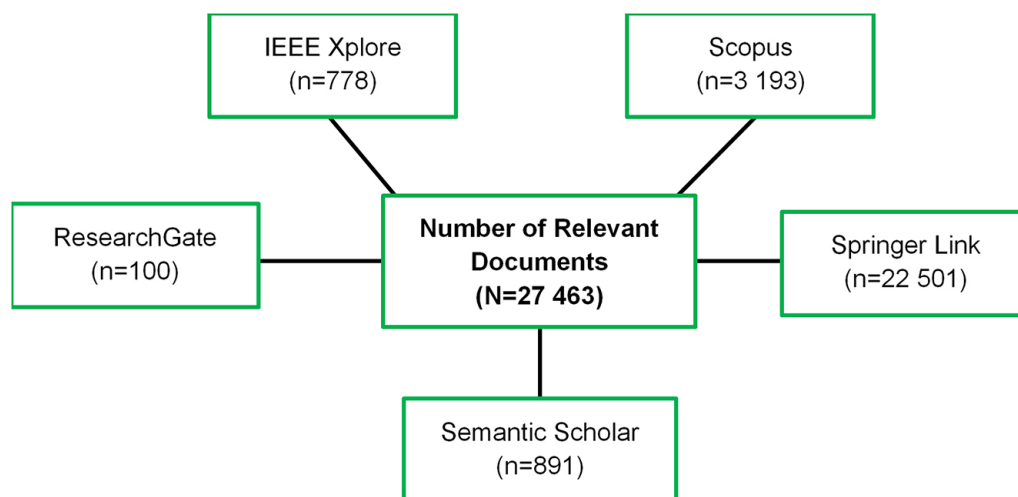 IEEE Xplore
(n=778)
Scopus
(n=3 193)
ResearchGate
(n=100)
Number of Relevant
Documents
(N=27 463)
Springer Link
(n=22 501)
Semantic Scholar
(n=891)